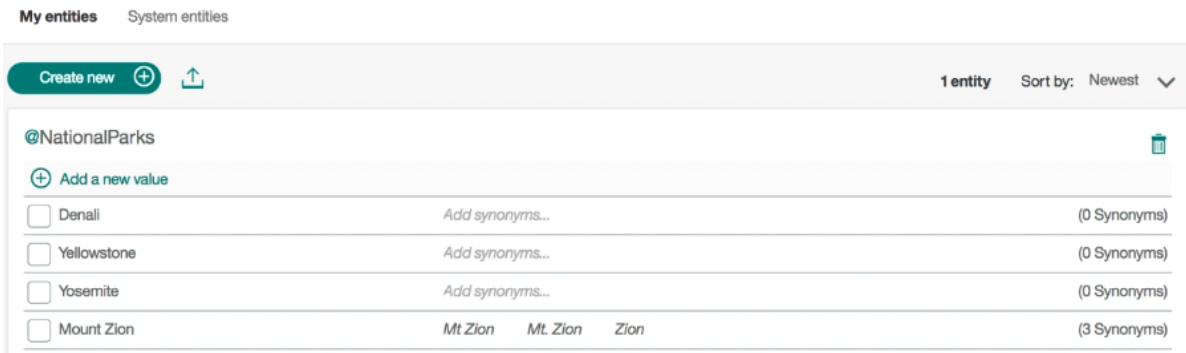 My entities System entities
Create new 1 entity Sort by: Newest
@NationalParks
Add a new value
Denali Add synonyms... (0 Synonyms)
Yellowstone Add synonyms... (0 Synonyms)
Yosemite Add synonyms... (0 Synonyms)
Mount Zion Mt Zion Mt. Zion Zion (3 Synonyms)